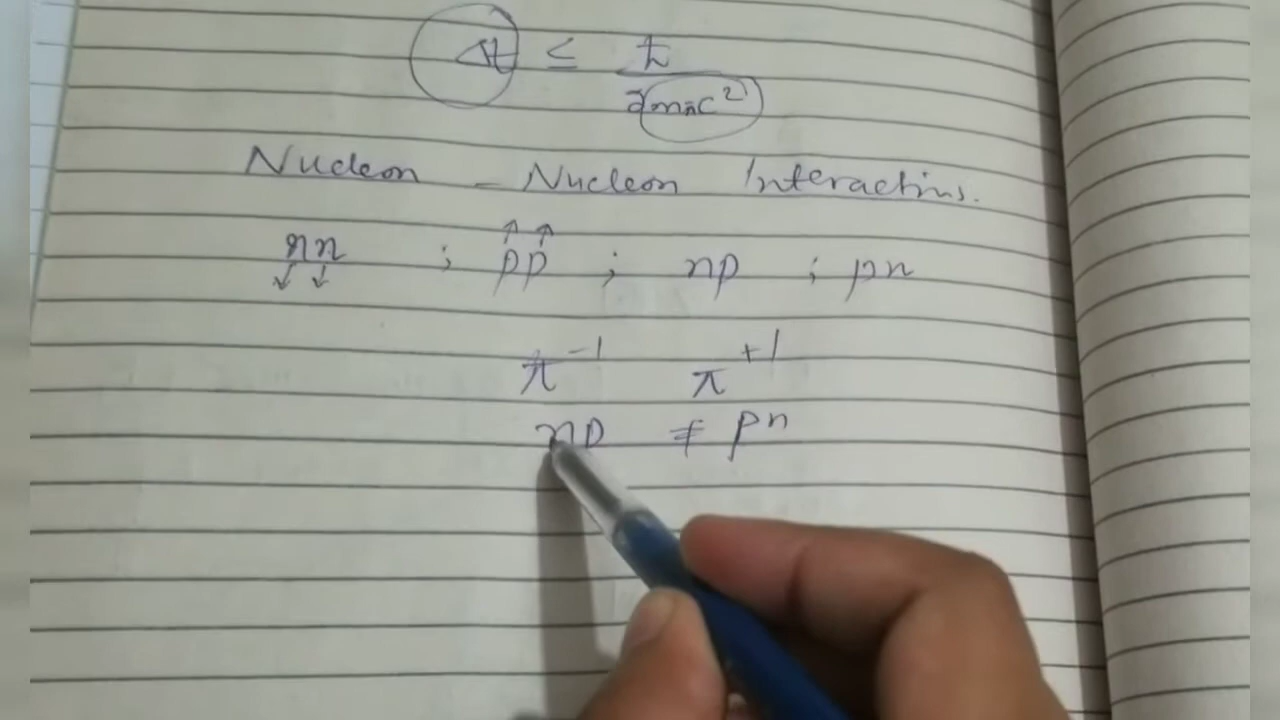 Δt ≤ ħ / 2mπc²
Nucleon – Nucleon Interactions.
nn ; pp ; np ; pn
π⁻¹ π⁺¹
np ≠ pn